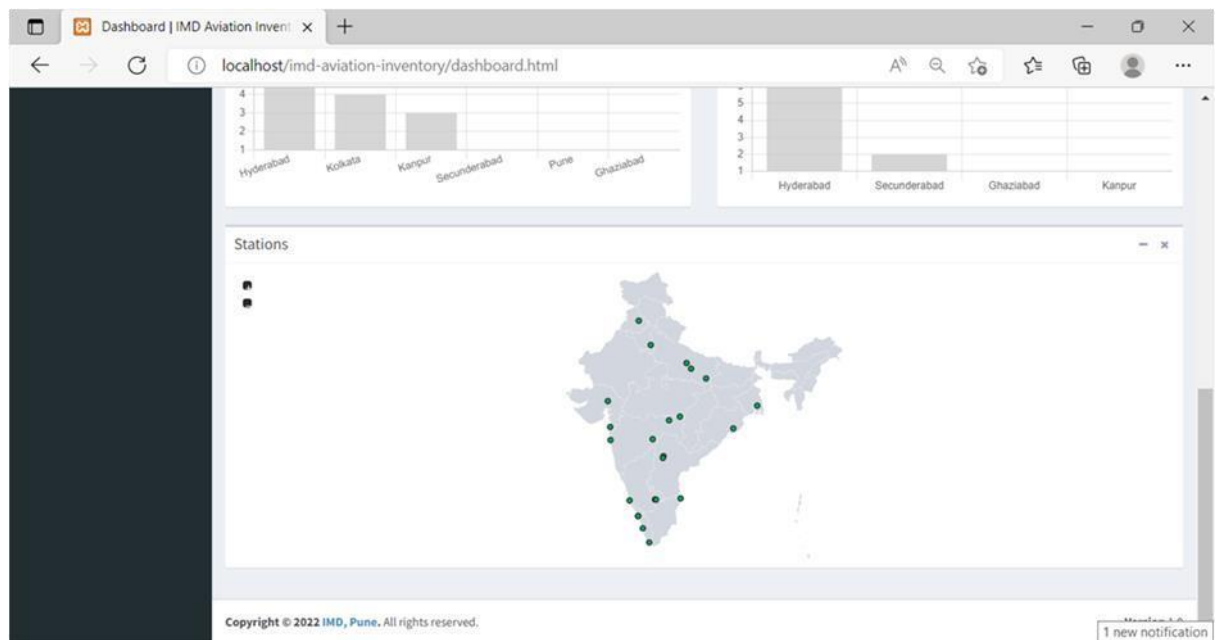 Dashboard | IMD Aviation Invent
localhost/imd-aviation-inventory/dashboard.html
4
3
2
1
Hyderabad
Kolkata
Kanpur
Secunderabad
Pune
Ghaziabad
5
4
3
2
1
Hyderabad
Secunderabad
Ghaziabad
Kanpur
Stations
Copyright © 2022 IMD, Pune. All rights reserved.
1 new notification